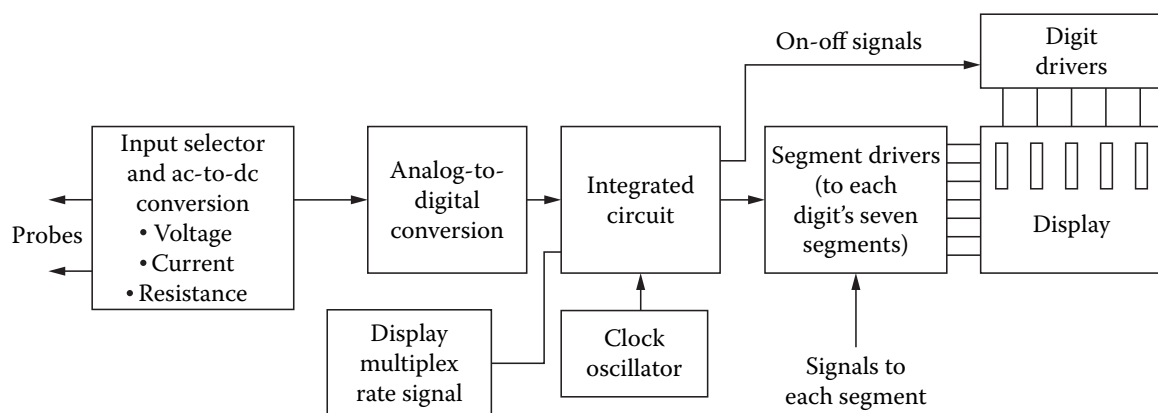 On-off signals
Digit
drivers
Probes
Input selector
and ac-to-dc
conversion
• Voltage
• Current
• Resistance
Analog-to-
digital
conversion
Integrated
circuit
Segment drivers
(to each
digit's seven
segments)
Display
Display
multiplex
rate signal
Clock
oscillator
Signals to
each segment